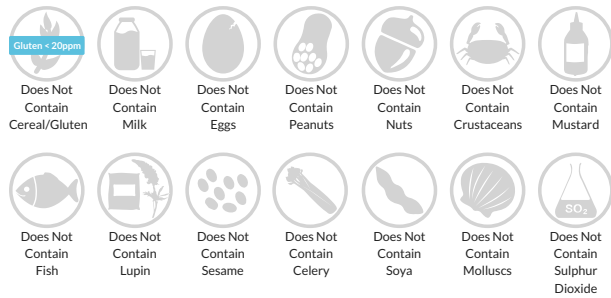 Gluten < 20ppm
Does Not
Contain
Cereal/Gluten
Does Not
Contain
Milk
Does Not
Contain
Eggs
Does Not
Contain
Peanuts
Does Not
Contain
Nuts
Does Not
Contain
Crustaceans
Does Not
Contain
Mustard
Does Not
Contain
Fish
Does Not
Contain
Lupin
Does Not
Contain
Sesame
Does Not
Contain
Celery
Does Not
Contain
Soya
Does Not
Contain
Molluscs
SO₂
Does Not
Contain
Sulphur
Dioxide